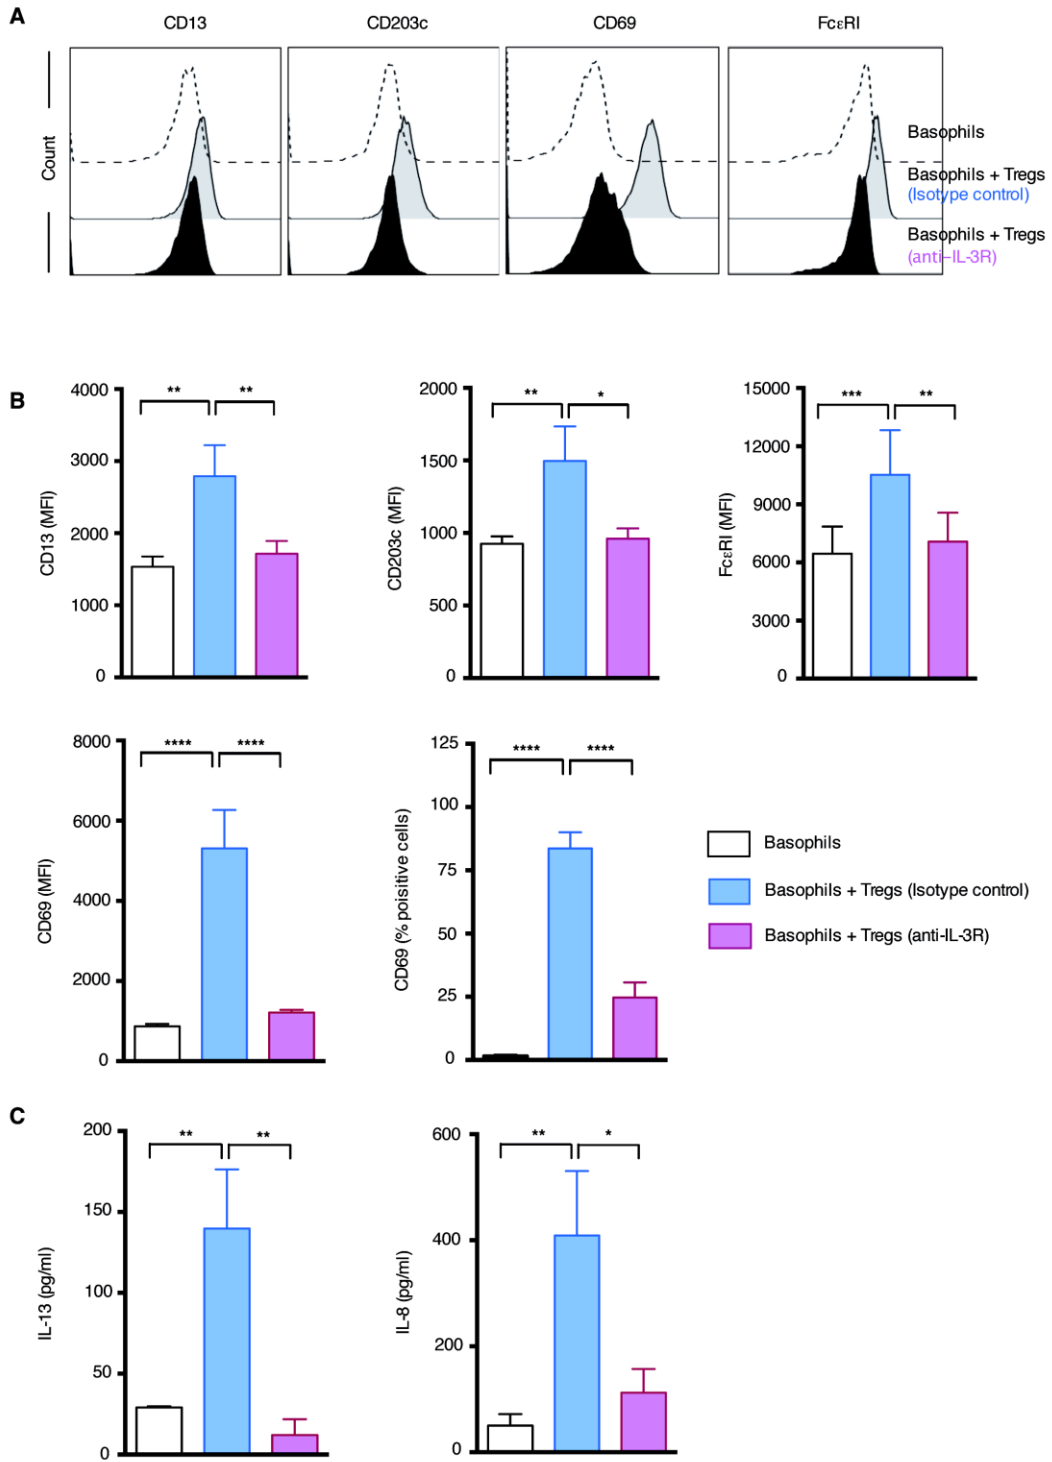 A
CD13
CD203c
CD69
FcεRI
Count
Basophils
Basophils + Tregs
(Isotype control)
Basophils + Tregs
(anti–IL-3R)
B
CD13 (MFI)
4000
3000
2000
1000
0
** **
CD203c (MFI)
2000
1500
1000
500
0
** *
FcεRI (MFI)
15000
12000
9000
6000
3000
0
*** **
CD69 (MFI)
8000
6000
4000
2000
0
**** ****
CD69 (% poisitive cells)
125
100
75
50
25
0
**** ****
Basophils
Basophils + Tregs (Isotype control)
Basophils + Tregs (anti-IL-3R)
C
IL-13 (pg/ml)
200
150
100
50
0
** **
IL-8 (pg/ml)
600
400
200
0
** *